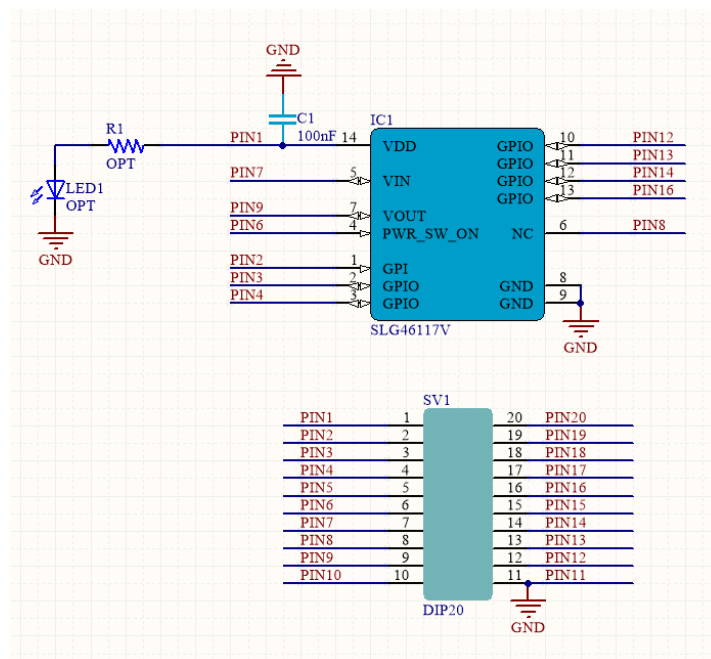 GND
C1
100nF
R1
OPT
LED1
OPT
GND
IC1
PIN1 14 VDD GPIO 10 PIN12
GPIO 11 PIN13
PIN7 5 VIN GPIO 12 PIN14
GPIO 13 PIN16
PIN9 7 VOUT
PIN6 4 PWR_SW_ON NC 6 PIN8
PIN2 1 GPI
PIN3 2 GPIO GND 8
PIN4 3 GPIO GND 9
SLG46117V
GND
SV1
PIN1 1 20 PIN20
PIN2 2 19 PIN19
PIN3 3 18 PIN18
PIN4 4 17 PIN17
PIN5 5 16 PIN16
PIN6 6 15 PIN15
PIN7 7 14 PIN14
PIN8 8 13 PIN13
PIN9 9 12 PIN12
PIN10 10 11 PIN11
DIP20
GND